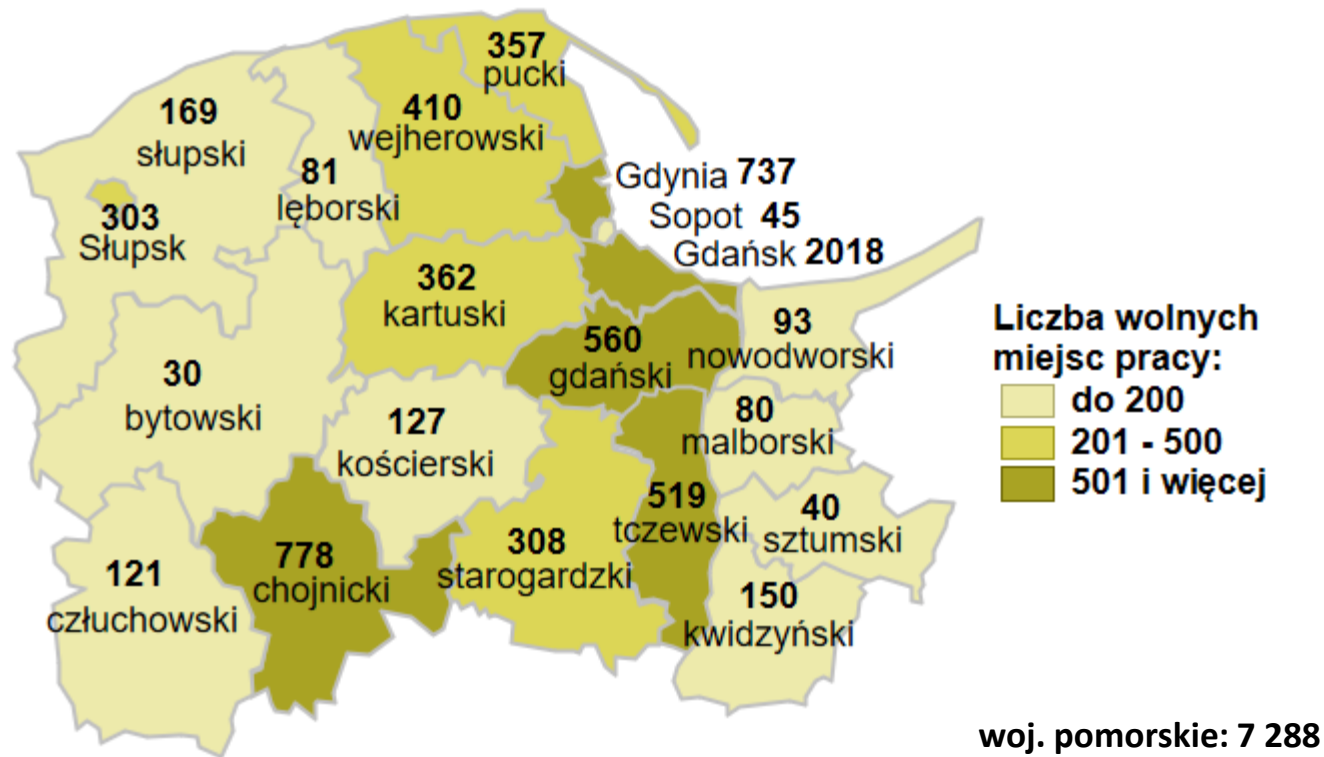 357
pucki
169
słupski
410
wejherowski
81
lęborski
303
Słupsk
Gdynia 737
Sopot 45
Gdańsk 2018
362
kartuski
560
gdański
93
nowodworski
30
bytowski
127
kościerski
80
malborski
519
tczewski
40
sztumski
121
człuchowski
778
chojnicki
308
starogardzki
150
kwidzyński
Liczba wolnych
miejsc pracy:
do 200
201 - 500
501 i więcej
woj. pomorskie: 7 288